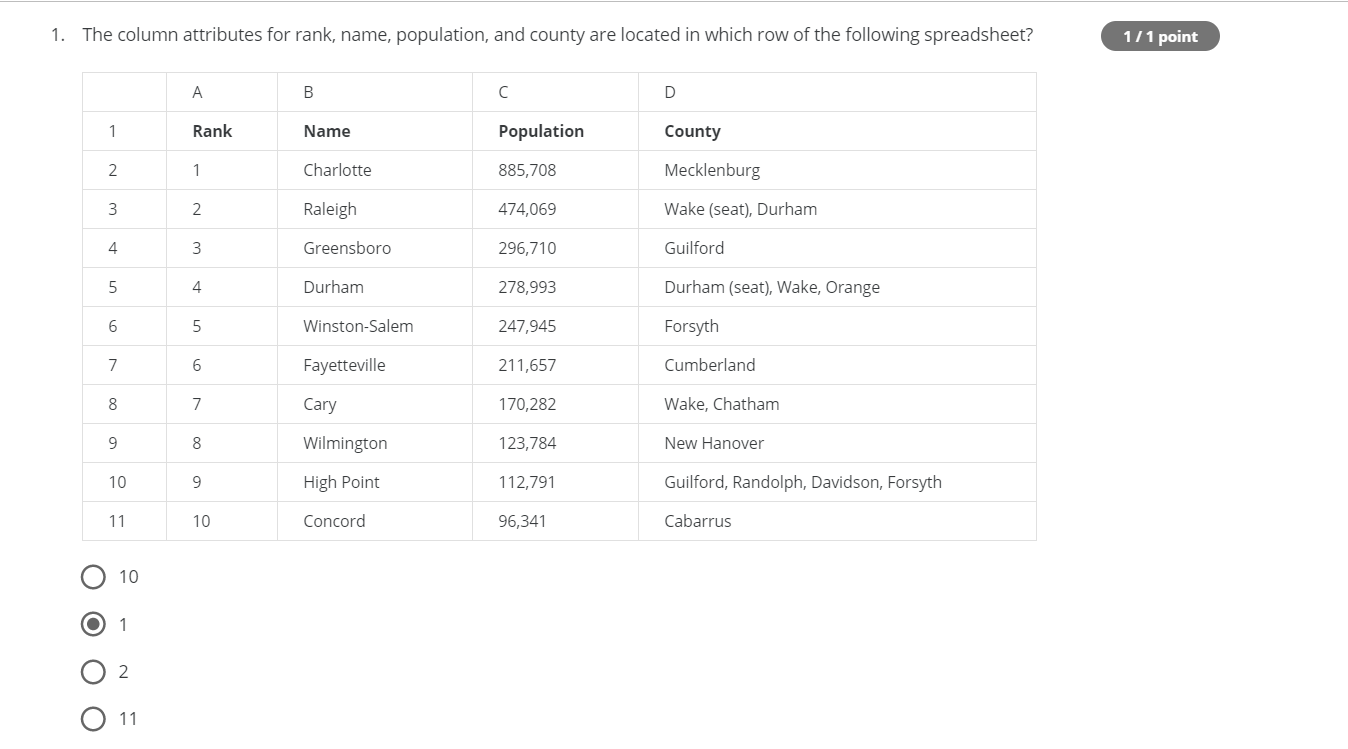 1. The column attributes for rank, name, population, and county are located in which row of the following spreadsheet?
1 / 1 point
A B C D
1 Rank Name Population County
2 1 Charlotte 885,708 Mecklenburg
3 2 Raleigh 474,069 Wake (seat), Durham
4 3 Greensboro 296,710 Guilford
5 4 Durham 278,993 Durham (seat), Wake, Orange
6 5 Winston-Salem 247,945 Forsyth
7 6 Fayetteville 211,657 Cumberland
8 7 Cary 170,282 Wake, Chatham
9 8 Wilmington 123,784 New Hanover
10 9 High Point 112,791 Guilford, Randolph, Davidson, Forsyth
11 10 Concord 96,341 Cabarrus
10
1
2
11